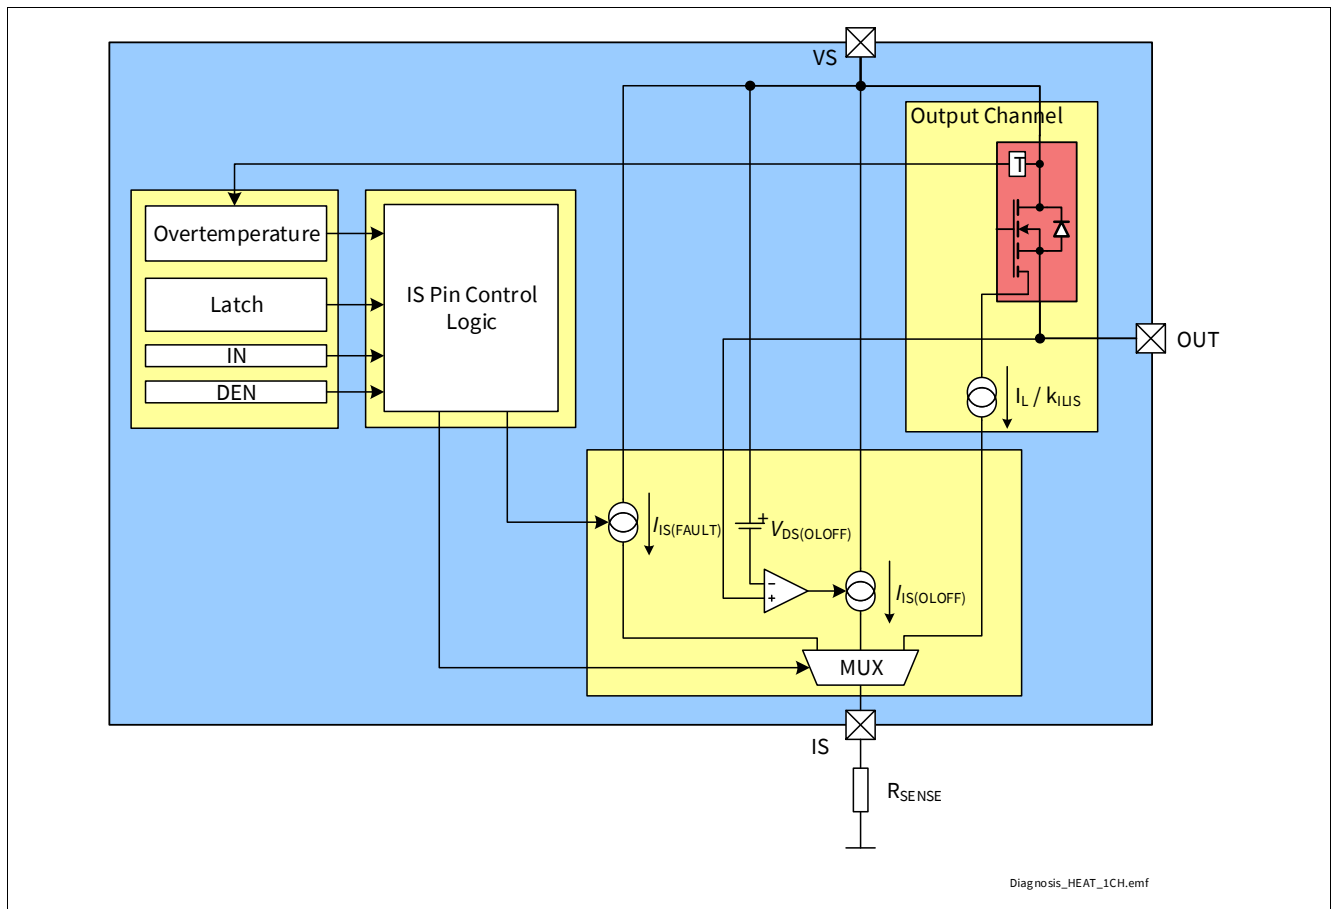 VS
Output Channel
T
Overtemperature
Latch
IN
DEN
IS Pin Control
Logic
OUT
IL / kILIS
IIS(FAULT)
+
VDS(OLOFF)
-
+
IIS(OLOFF)
MUX
IS
RSENSE
Diagnosis_HEAT_1CH.emf